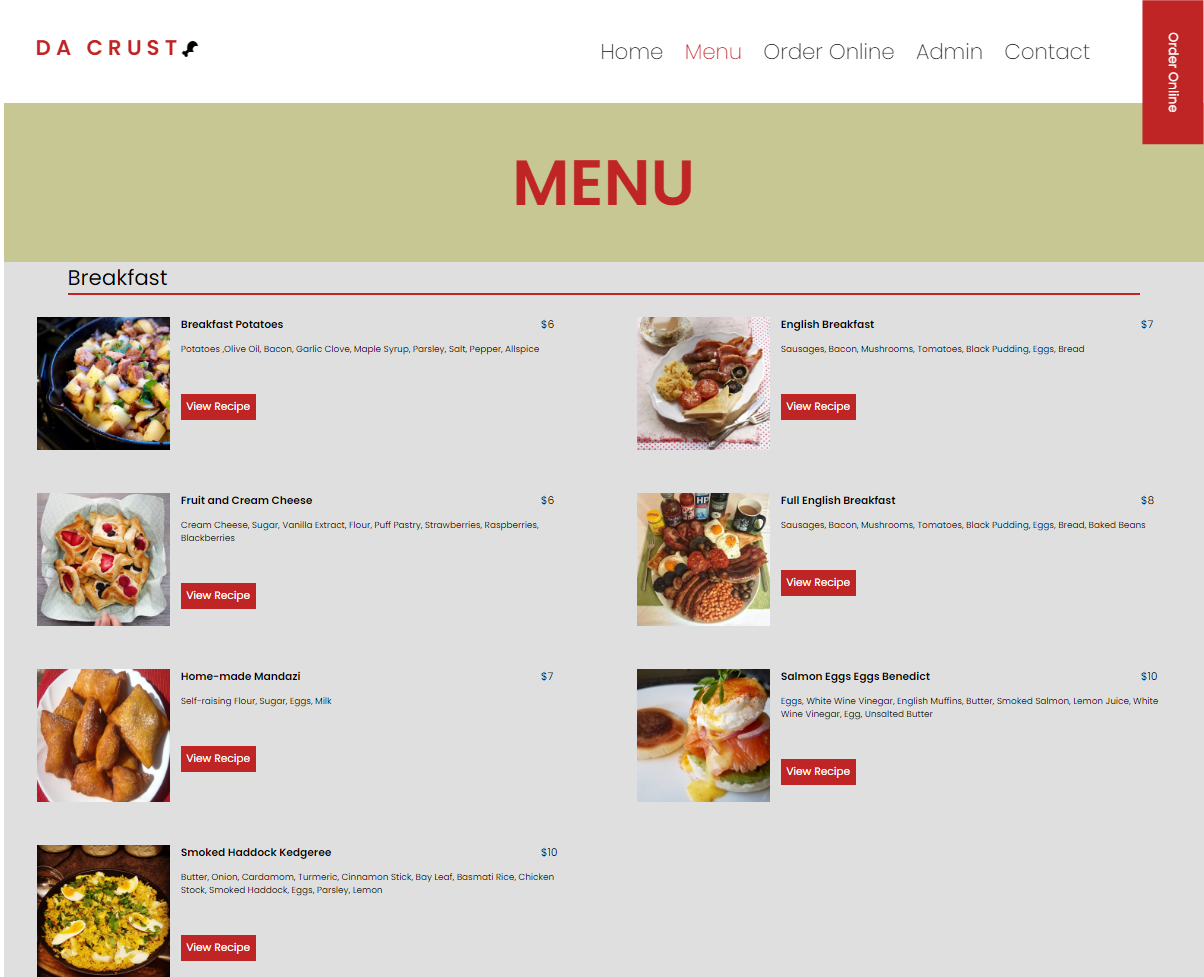 DA CRUST
Home Menu Order Online Admin Contact
Order Online
MENU
Breakfast
Breakfast Potatoes $6
Potatoes ,Olive Oil, Bacon, Garlic Clove, Maple Syrup, Parsley, Salt, Pepper, Allspice
View Recipe
English Breakfast $7
Sausages, Bacon, Mushrooms, Tomatoes, Black Pudding, Eggs, Bread
View Recipe
Fruit and Cream Cheese $6
Cream Cheese, Sugar, Vanilla Extract, Flour, Puff Pastry, Strawberries, Raspberries,
Blackberries
View Recipe
HP
Full English Breakfast $8
Sausages, Bacon, Mushrooms, Tomatoes, Black Pudding, Eggs, Bread, Baked Beans
View Recipe
Home-made Mandazi $7
Self-raising Flour, Sugar, Eggs, Milk
View Recipe
Salmon Eggs Eggs Benedict $10
Eggs, White Wine Vinegar, English Muffins, Butter, Smoked Salmon, Lemon Juice, White
Wine Vinegar, Egg, Unsalted Butter
View Recipe
Smoked Haddock Kedgeree $10
Butter, Onion, Cardamom, Turmeric, Cinnamon Stick, Bay Leaf, Basmati Rice, Chicken
Stock, Smoked Haddock, Eggs, Parsley, Lemon
View Recipe